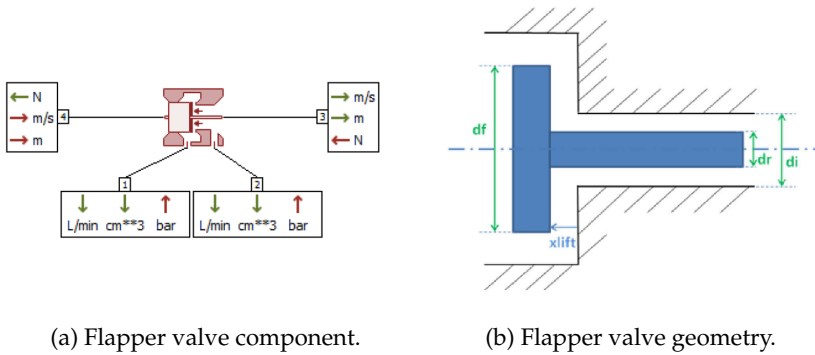 N
m/s
m
4
3
m/s
m
N
1
2
L/min cm**3 bar
L/min cm**3 bar
df
dr
di
xlift
(a) Flapper valve component.
(b) Flapper valve geometry.